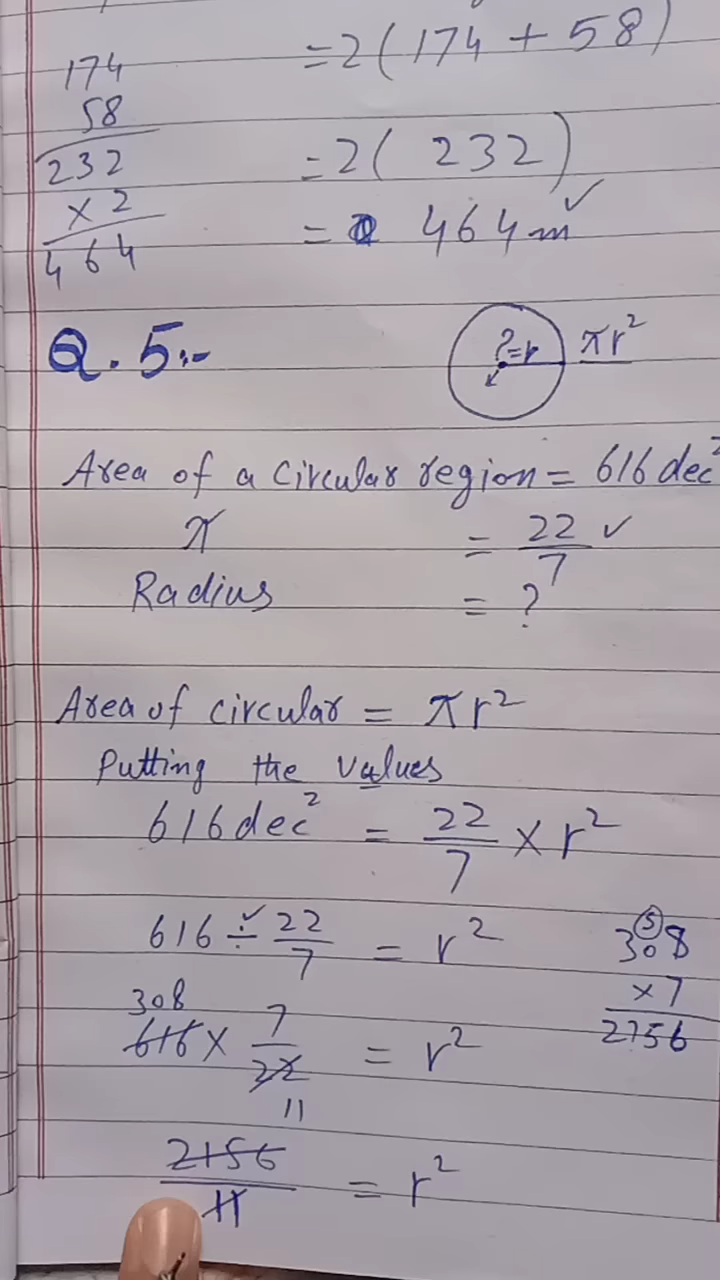 174
58
232
× 2
464
= 2 ( 174 + 58 )
= 2 ( 232 )
= 464 m ✓
Q. 5:-
? = r πr²
Area of a circular region = 616 dec²
π = 22/7 ✓
Radius = ?
Area of circular = πr²
Putting the values
616 dec² = 22/7 × r²
616 ÷ 22/7 = r²
308
616 × 7/22 = r²
11
2156/11 = r²
5
308
× 7
2156